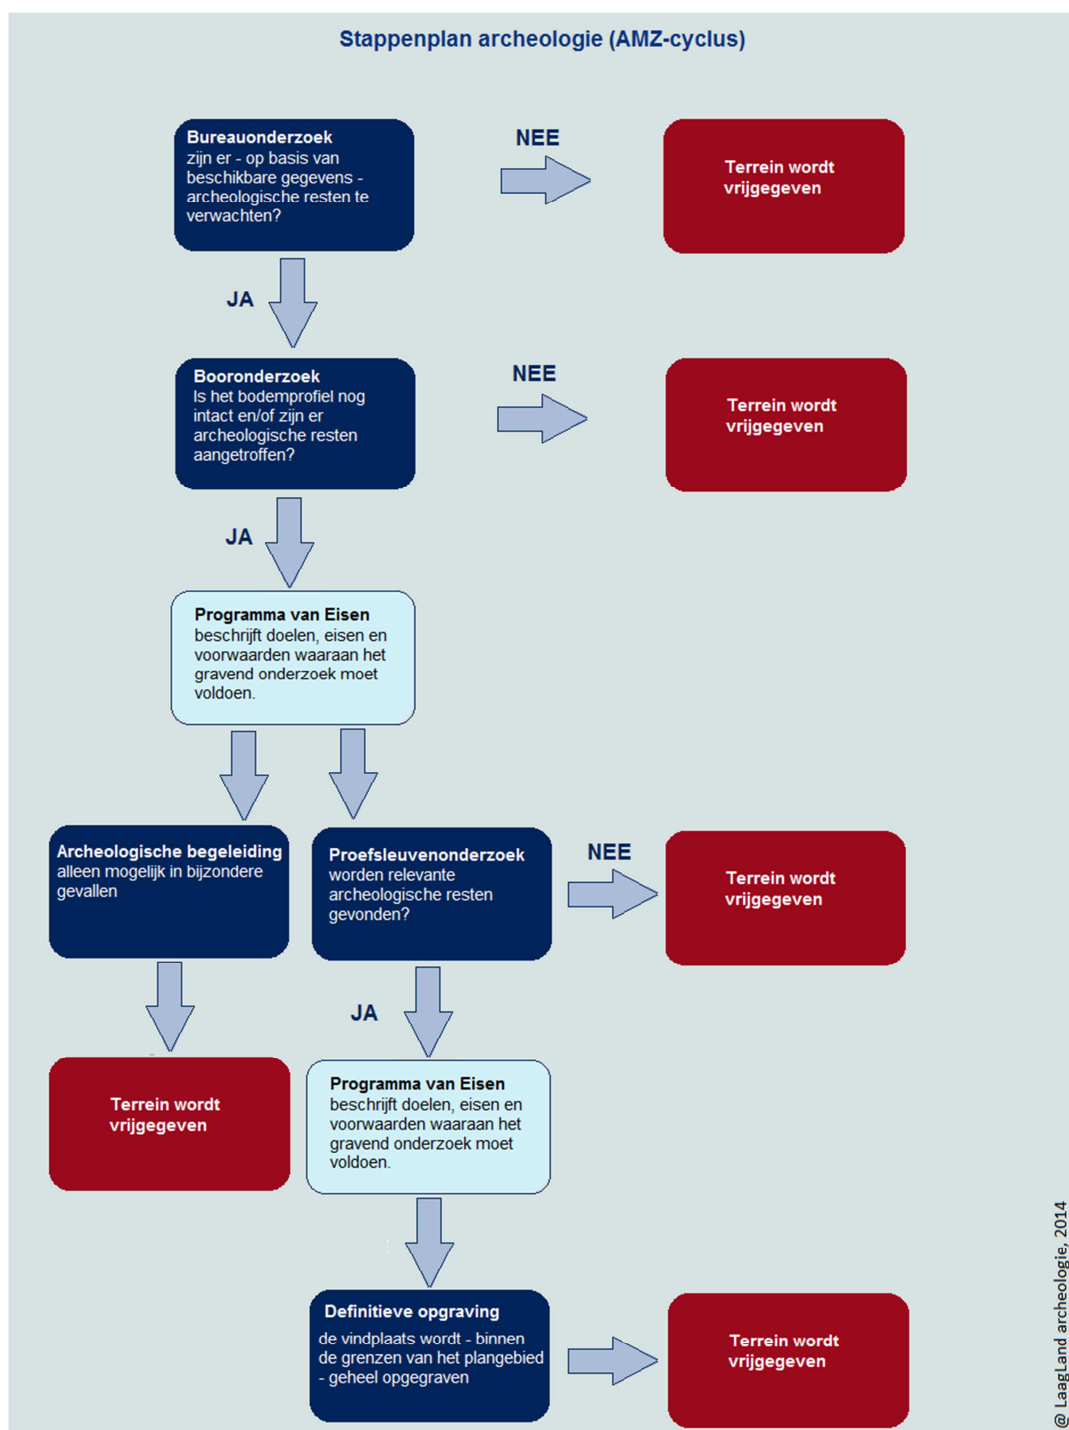 Stappenplan archeologie (AMZ-cyclus)
Bureauonderzoek
zijn er - op basis van
beschikbare gegevens -
archeologische resten te
verwachten?
NEE
Terrein wordt
vrijgegeven
JA
Booronderzoek
Is het bodemprofiel nog
intact en/of zijn er
archeologische resten
aangetroffen?
NEE
Terrein wordt
vrijgegeven
JA
Programma van Eisen
beschrijft doelen, eisen en
voorwaarden waaraan het
gravend onderzoek moet
voldoen.
Archeologische begeleiding
alleen mogelijk in bijzondere
gevallen
Proefsleuvenonderzoek
worden relevante
archeologische resten
gevonden?
NEE
Terrein wordt
vrijgegeven
JA
Terrein wordt
vrijgegeven
Programma van Eisen
beschrijft doelen, eisen en
voorwaarden waaraan het
gravend onderzoek moet
voldoen.
Definitieve opgraving
de vindplaats wordt - binnen
de grenzen van het plangebied
- geheel opgegraven
Terrein wordt
vrijgegeven
@ LaagLand archeologie, 2014